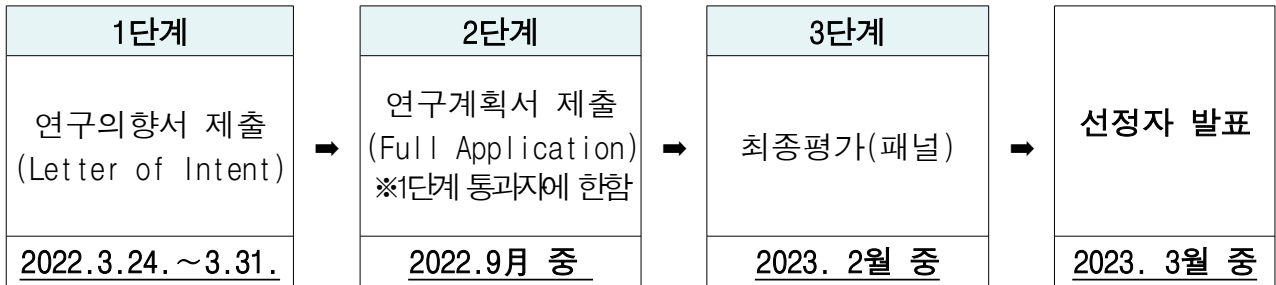 1단계
연구의향서 제출
(Letter of Intent)
2022.3.24.~3.31.
➡
2단계
연구계획서 제출
(Full Application)
※1단계 통과자에 한함
2022.9月 중
➡
3단계
최종평가(패널)
2023. 2월 중
➡
선정자 발표
2023. 3월 중